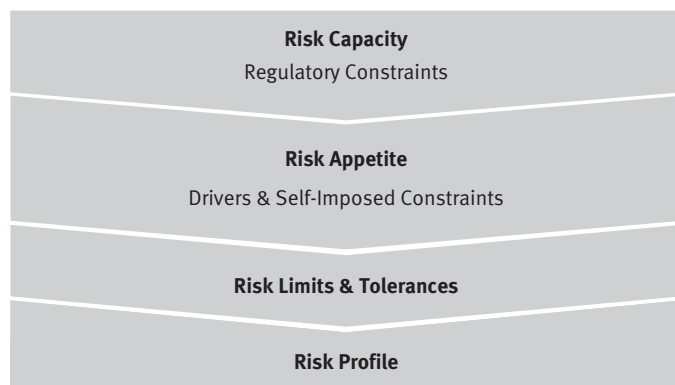 Risk Capacity
Regulatory Constraints
Risk Appetite
Drivers & Self-Imposed Constraints
Risk Limits & Tolerances
Risk Profile